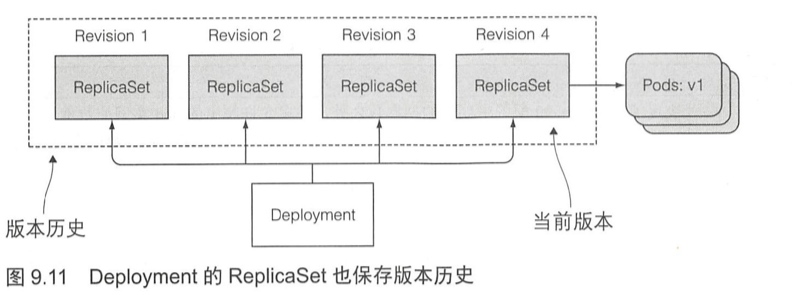 Revision 1 Revision 2 Revision 3 Revision 4
ReplicaSet ReplicaSet ReplicaSet ReplicaSet Pods: v1
Deployment
版本历史
当前版本
图 9.11 Deployment 的 ReplicaSet 也保存版本历史